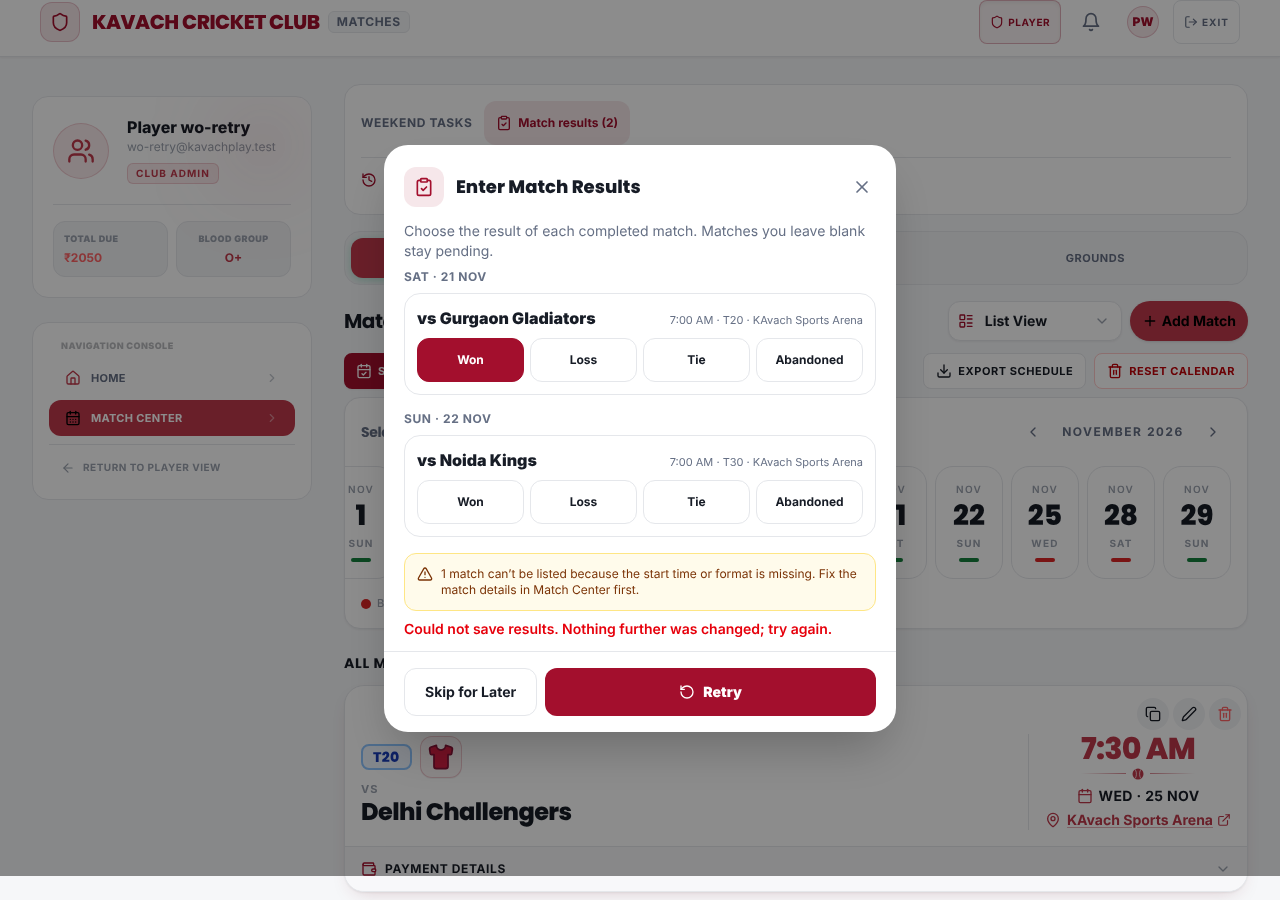 KAVACH CRICKET CLUB
MATCHES
PLAYER
PW
EXIT
Player wo-retry
wo-retry@kavachplay.test
CLUB ADMIN
TOTAL DUE
₹2050
BLOOD GROUP
O+
NAVIGATION CONSOLE
HOME
MATCH CENTER
RETURN TO PLAYER VIEW
WEEKEND TASKS
Match results (2)
GROUNDS
List View
+ Add Match
EXPORT SCHEDULE
RESET CALENDAR
NOVEMBER 2026
NOV
1
SUN
NOV
22
SUN
NOV
25
WED
NOV
28
SAT
NOV
29
SUN
Enter Match Results
Choose the result of each completed match. Matches you leave blank
stay pending.
SAT · 21 NOV
vs Gurgaon Gladiators
7:00 AM · T20 · KAvach Sports Arena
Won
Loss
Tie
Abandoned
SUN · 22 NOV
vs Noida Kings
7:00 AM · T30 · KAvach Sports Arena
Won
Loss
Tie
Abandoned
1 match can’t be listed because the start time or format is missing. Fix the
match details in Match Center first.
Could not save results. Nothing further was changed; try again.
Skip for Later
Retry
T20
VS
Delhi Challengers
7:30 AM
WED · 25 NOV
KAvach Sports Arena
PAYMENT DETAILS